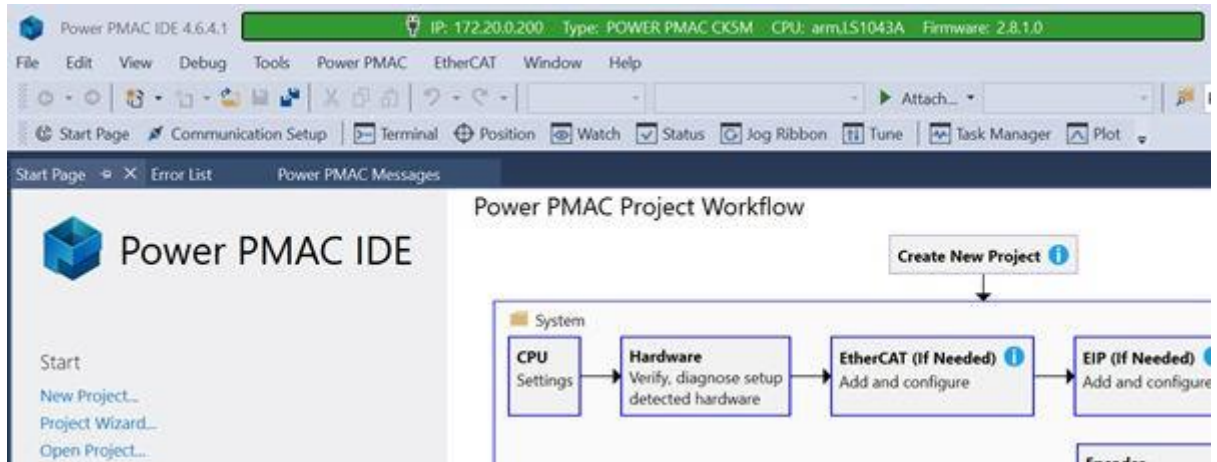 Power PMAC IDE 4.6.4.1 IP: 172.20.0.200 Type: POWER PMAC CK5M CPU: arm,LS1043A Firmware: 2.8.1.0
File Edit View Debug Tools Power PMAC EtherCAT Window Help
Attach...
Start Page Communication Setup Terminal Position Watch Status Jog Ribbon Tune Task Manager Plot
Start Page Error List Power PMAC Messages
Power PMAC IDE
Start
New Project...
Project Wizard...
Open Project...
Power PMAC Project Workflow
Create New Project
System
CPU
Settings
Hardware
Verify, diagnose setup
detected hardware
EtherCAT (If Needed)
Add and configure
EIP (If Needed)
Add and configure